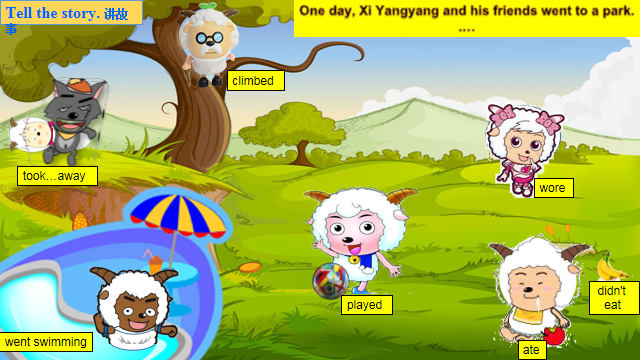 Tell the story. 讲故
事
One day, Xi Yangyang and his friends went to a park.
....
climbed
took...away
wore
played
didn't
eat
went swimming
ate